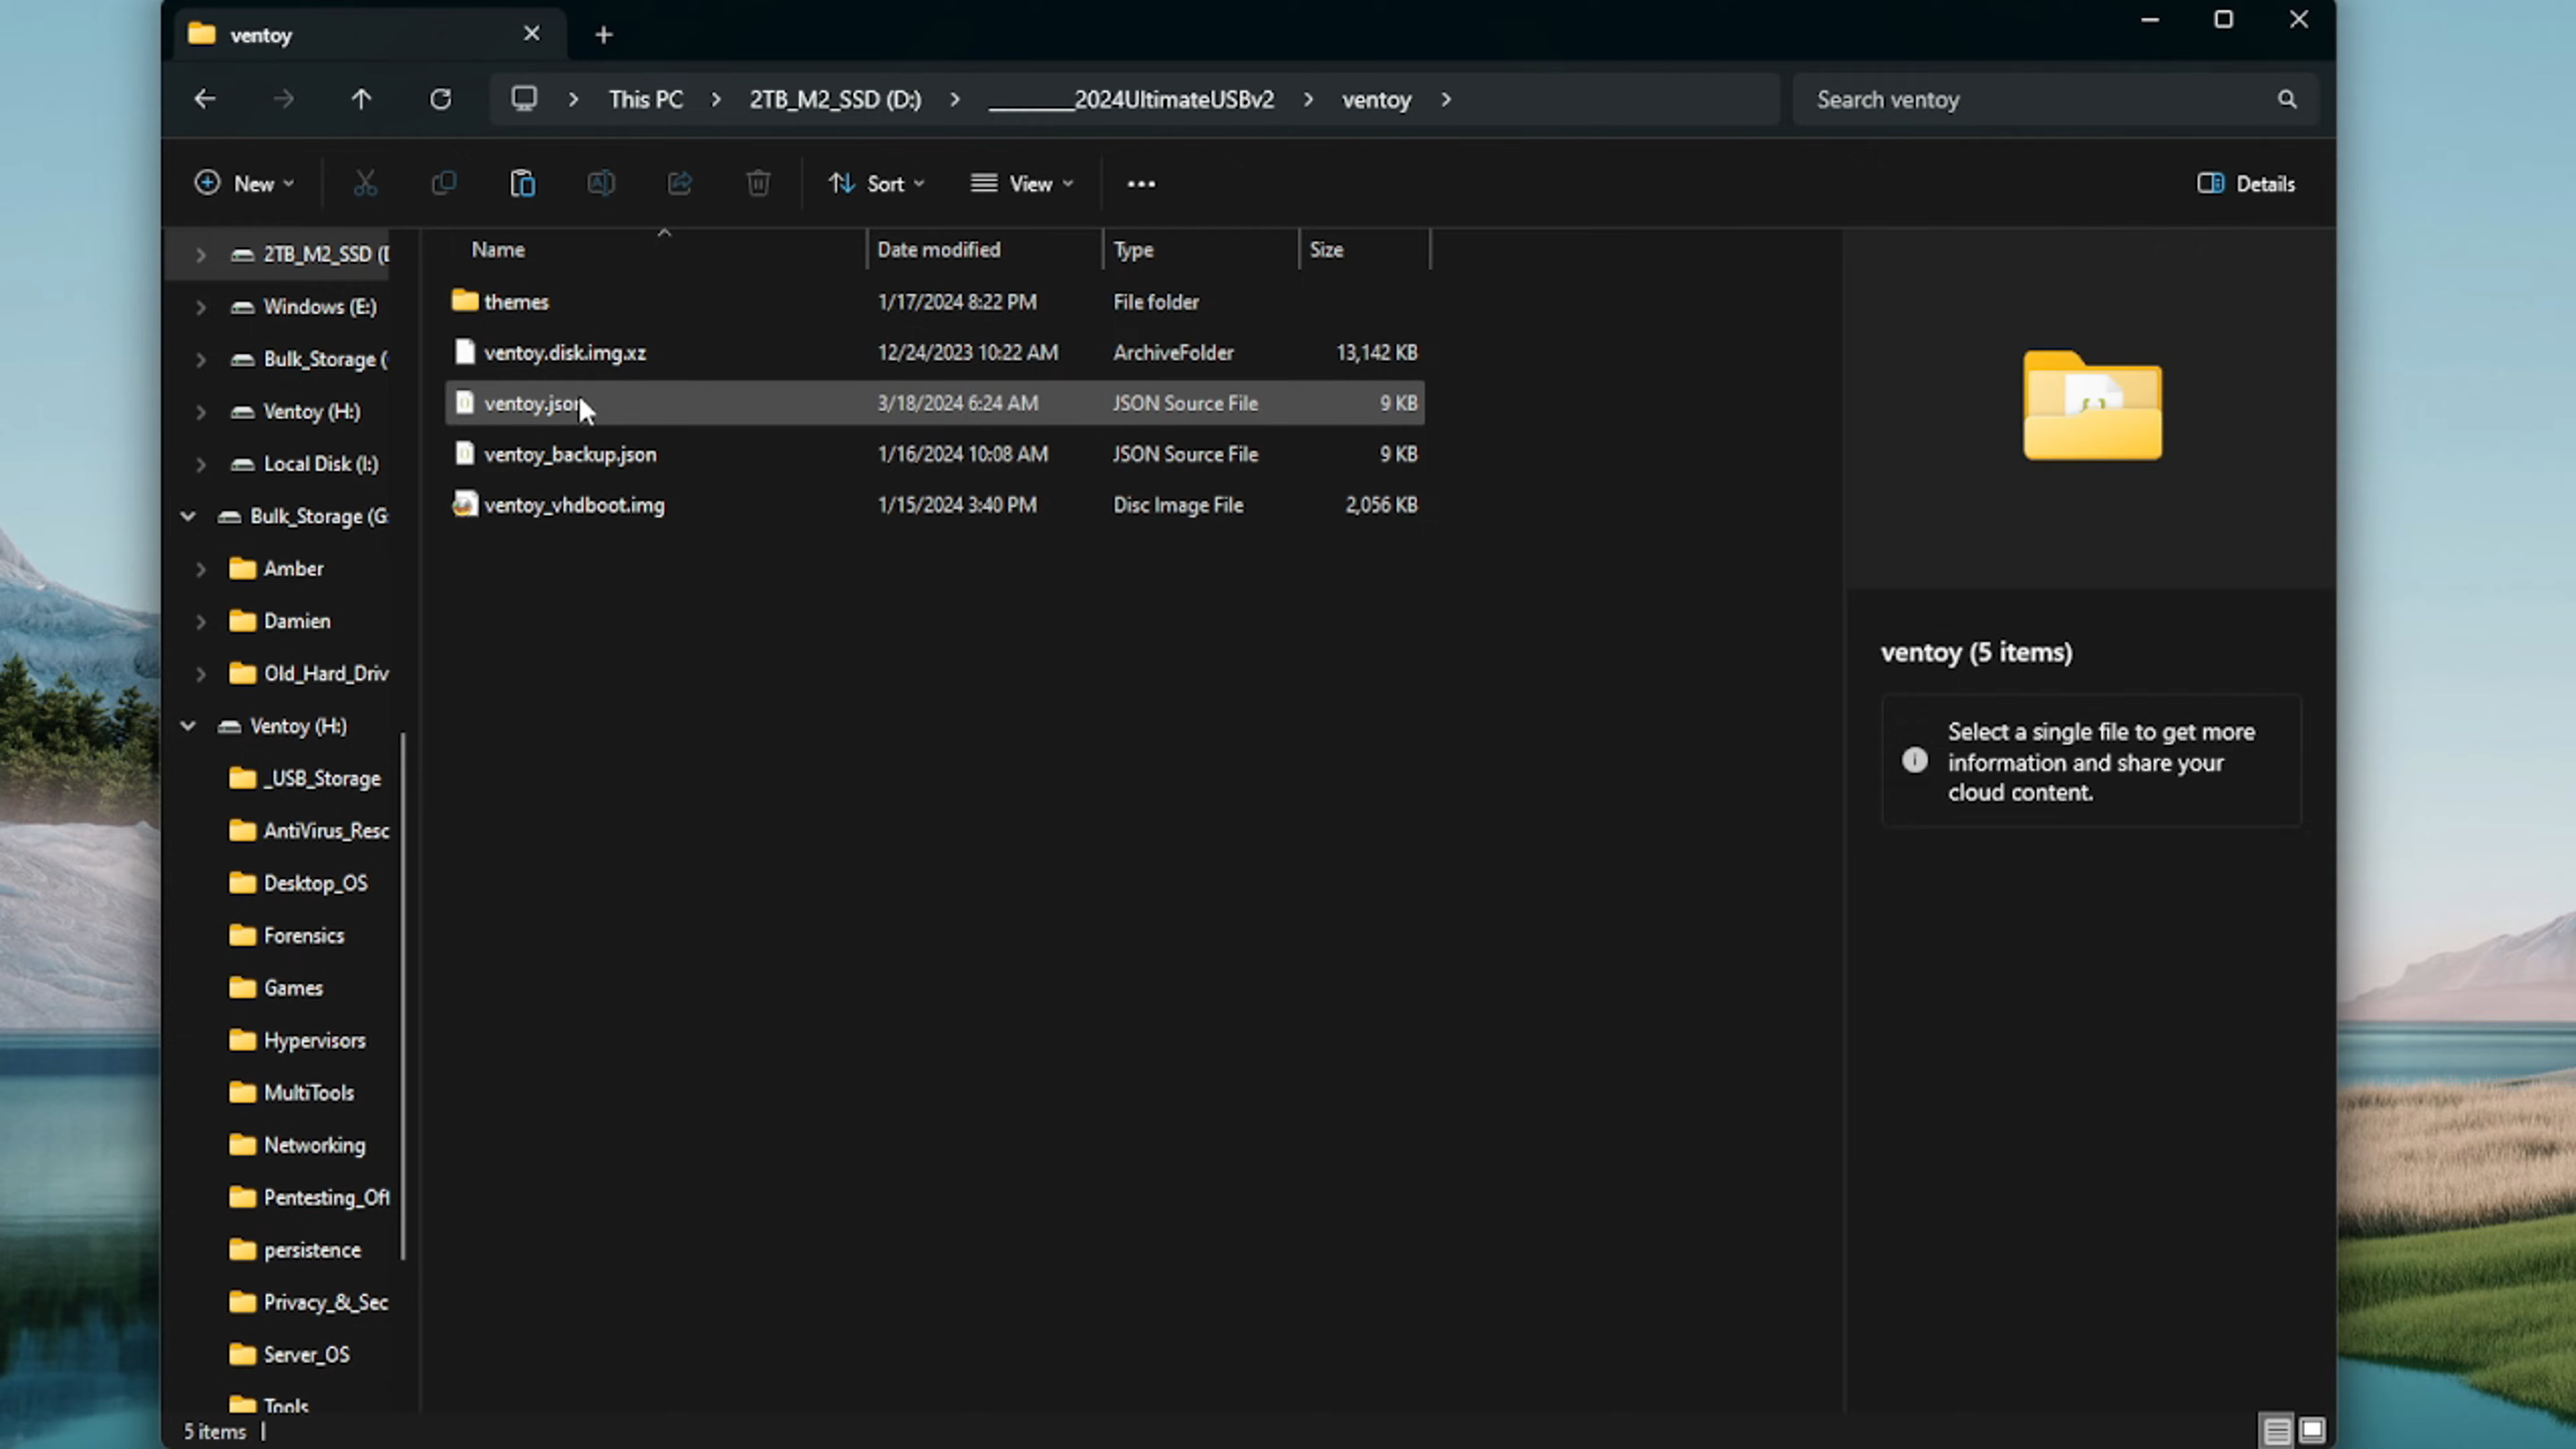 ventoy
This PC > 2TB_M2_SSD (D:) > ________2024UltimateUSBv2 > ventoy >
Search ventoy
New
Sort
View
Details
Name
Date modified
Type
Size
themes
1/17/2024 8:22 PM
File folder
ventoy.disk.img.xz
12/24/2023 10:22 AM
ArchiveFolder
13,142 KB
ventoy.json
3/18/2024 6:24 AM
JSON Source File
9 KB
ventoy_backup.json
1/16/2024 10:08 AM
JSON Source File
9 KB
ventoy_vhdboot.img
1/15/2024 3:40 PM
Disc Image File
2,056 KB
2TB_M2_SSD (D
Windows (E:)
Bulk_Storage (
Ventoy (H:)
Local Disk (I:)
Bulk_Storage (G:
Amber
Damien
Old_Hard_Driv
Ventoy (H:)
_USB_Storage
AntiVirus_Resc
Desktop_OS
Forensics
Games
Hypervisors
MultiTools
Networking
Pentesting_Off
persistence
Privacy_&_Sec
Server_OS
Tools
ventoy (5 items)
Select a single file to get more
information and share your
cloud content.
5 items